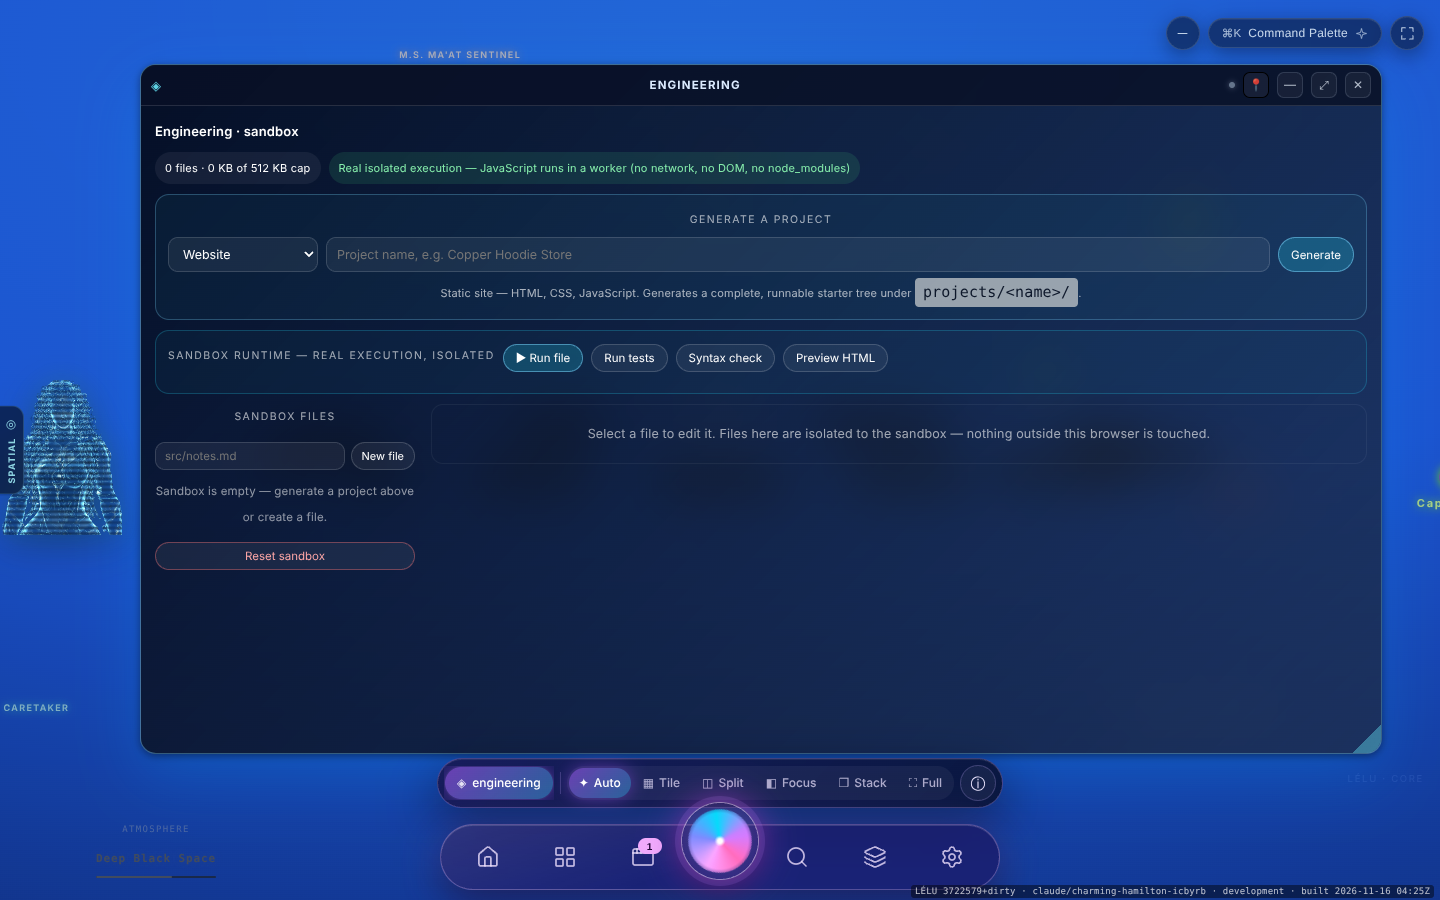 ⌘K Command Palette
M.S. MA'AT SENTINEL
ENGINEERING
Engineering · sandbox
0 files · 0 KB of 512 KB cap
Real isolated execution — JavaScript runs in a worker (no network, no DOM, no node_modules)
GENERATE A PROJECT
Website
Project name, e.g. Copper Hoodie Store
Generate
Static site — HTML, CSS, JavaScript. Generates a complete, runnable starter tree under projects/<name>/.
SANDBOX RUNTIME — REAL EXECUTION, ISOLATED
▶ Run file
Run tests
Syntax check
Preview HTML
SANDBOX FILES
src/notes.md
New file
Sandbox is empty — generate a project above
or create a file.
Reset sandbox
Select a file to edit it. Files here are isolated to the sandbox — nothing outside this browser is touched.
SPATIAL
Cap
CARETAKER
engineering
Auto
Tile
Split
Focus
Stack
Full
LÉLU CORE
ATMOSPHERE
Deep Black Space
1
LÉLU 3722579+dirty · claude/charming-hamilton-icbyrb · development · built 2026-11-16 04:25Z